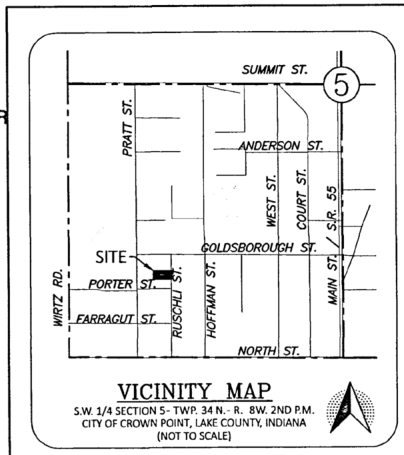 SUMMIT ST.
5
PRATT ST.
ANDERSON ST.
WEST ST.
COURT ST.
MAIN ST. / S.R. 55
SITE
GOLDSBOROUGH ST.
WIRTZ RD.
PORTER ST.
RUSCHLI ST.
HOFFMAN ST.
FARRAGUT ST.
NORTH ST.
VICINITY MAP
S.W. 1/4 SECTION 5- TWP. 34 N.- R. 8W. 2ND P.M.
CITY OF CROWN POINT, LAKE COUNTY, INDIANA
(NOT TO SCALE)